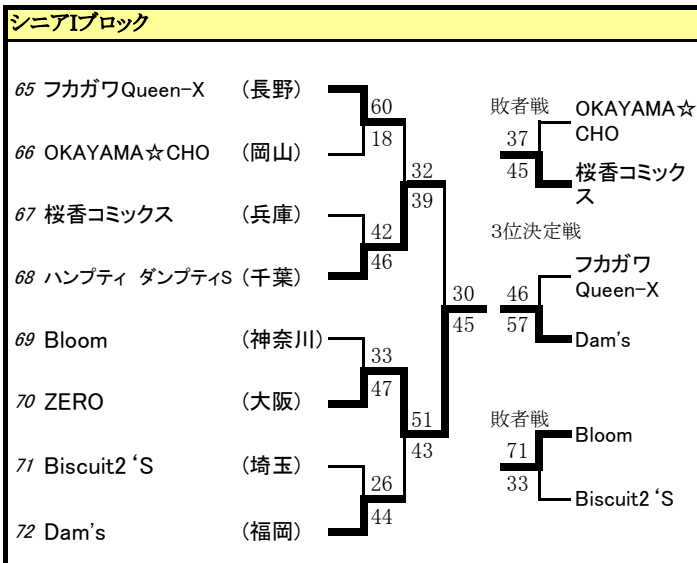 シニアIブロック
65 フカガワQueen-X (長野)
60
18
66 OKAYAMA☆CHO (岡山)
32
39
67 桜香コミックス (兵庫)
42
46
68 ハンプティ ダンプティS (千葉)
30
45
69 Bloom (神奈川)
33
47
70 ZERO (大阪)
51
43
71 Biscuit2‘S (埼玉)
26
44
72 Dam's (福岡)
敗者戦
OKAYAMA☆
CHO
37
45
桜香コミック
ス
3位決定戦
フカガワ
Queen-X
46
57
Dam's
敗者戦
Bloom
71
33
Biscuit2‘S